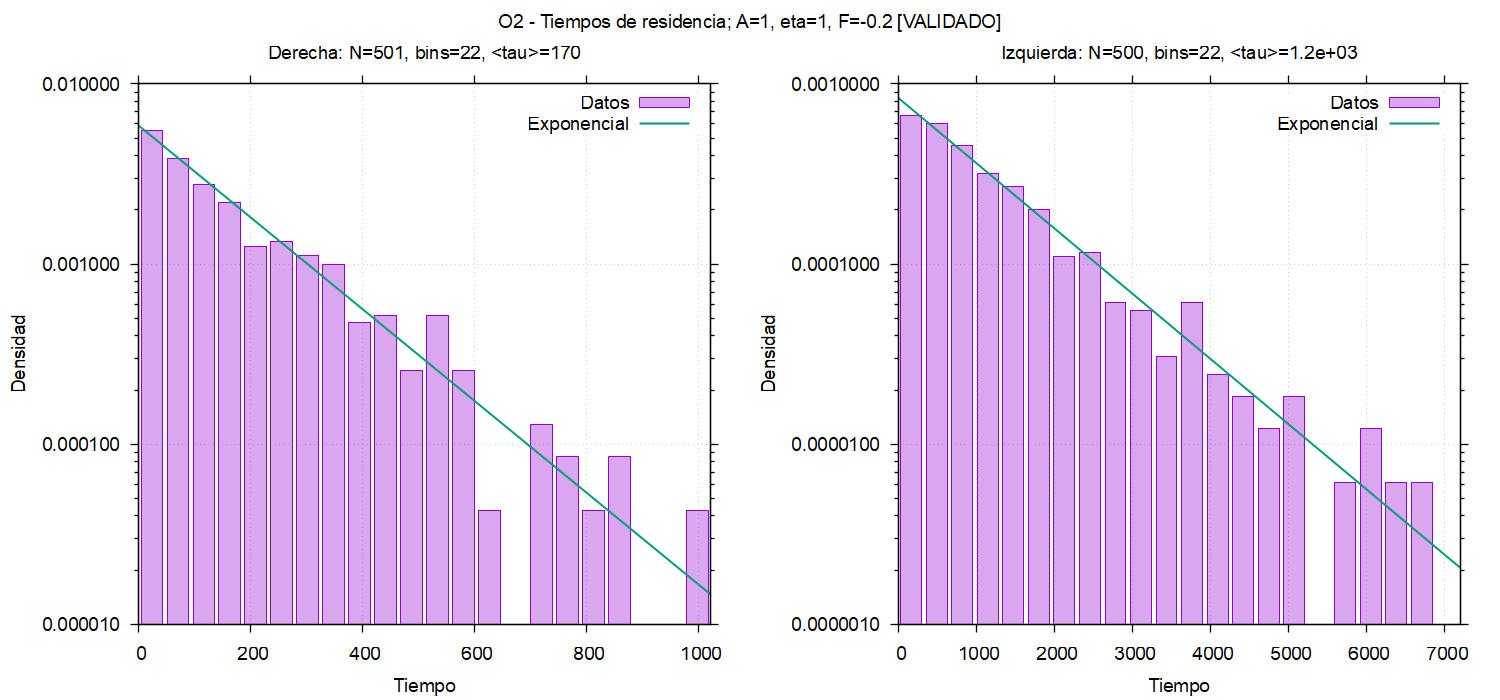 O2 - Tiempos de residencia; A=1, eta=1, F=-0.2 [VALIDADO]
Derecha: N=501, bins=22, <tau>=170
0.010000
0.001000
0.000100
0.000010
Densidad
Datos
Exponencial
0 200 400 600 800 1000
Tiempo
Izquierda: N=500, bins=22, <tau>=1.2e+03
0.0010000
0.0001000
0.0000100
0.0000010
Densidad
Datos
Exponencial
0 1000 2000 3000 4000 5000 6000 7000
Tiempo